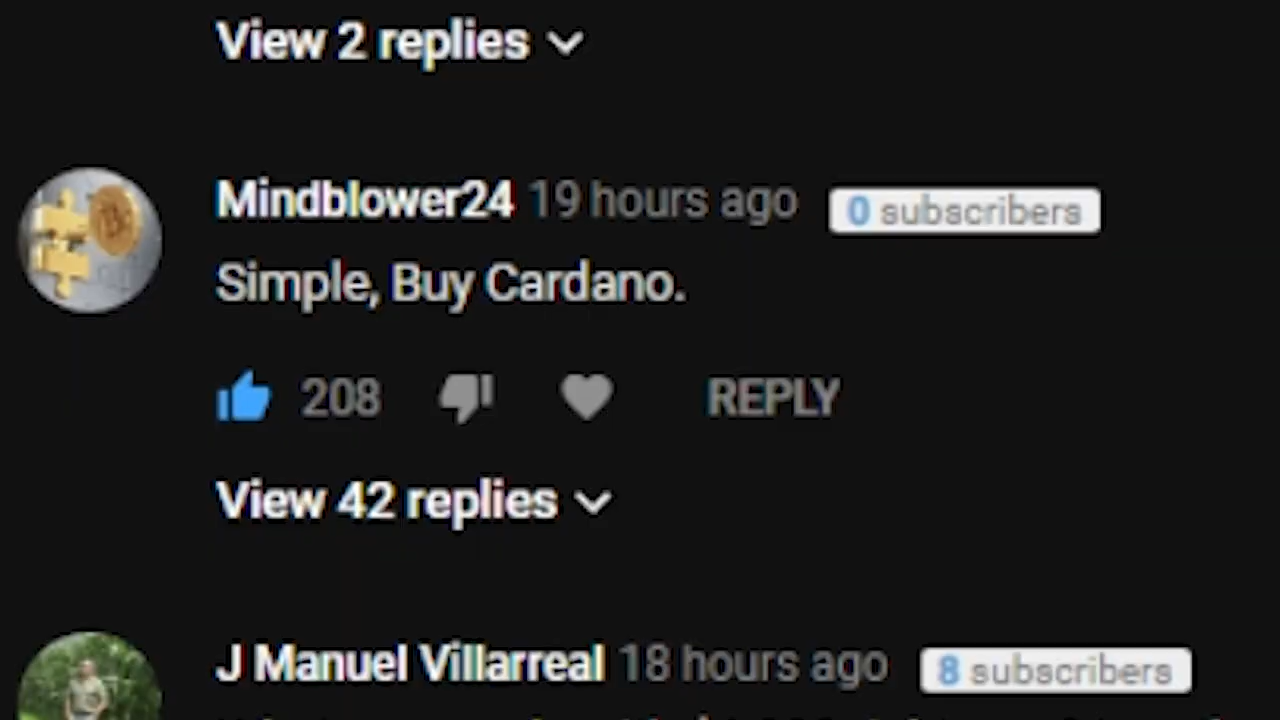 View 2 replies
Mindblower24 19 hours ago 0 subscribers
Simple, Buy Cardano.
208 REPLY
View 42 replies
J Manuel Villarreal 18 hours ago 8 subscribers